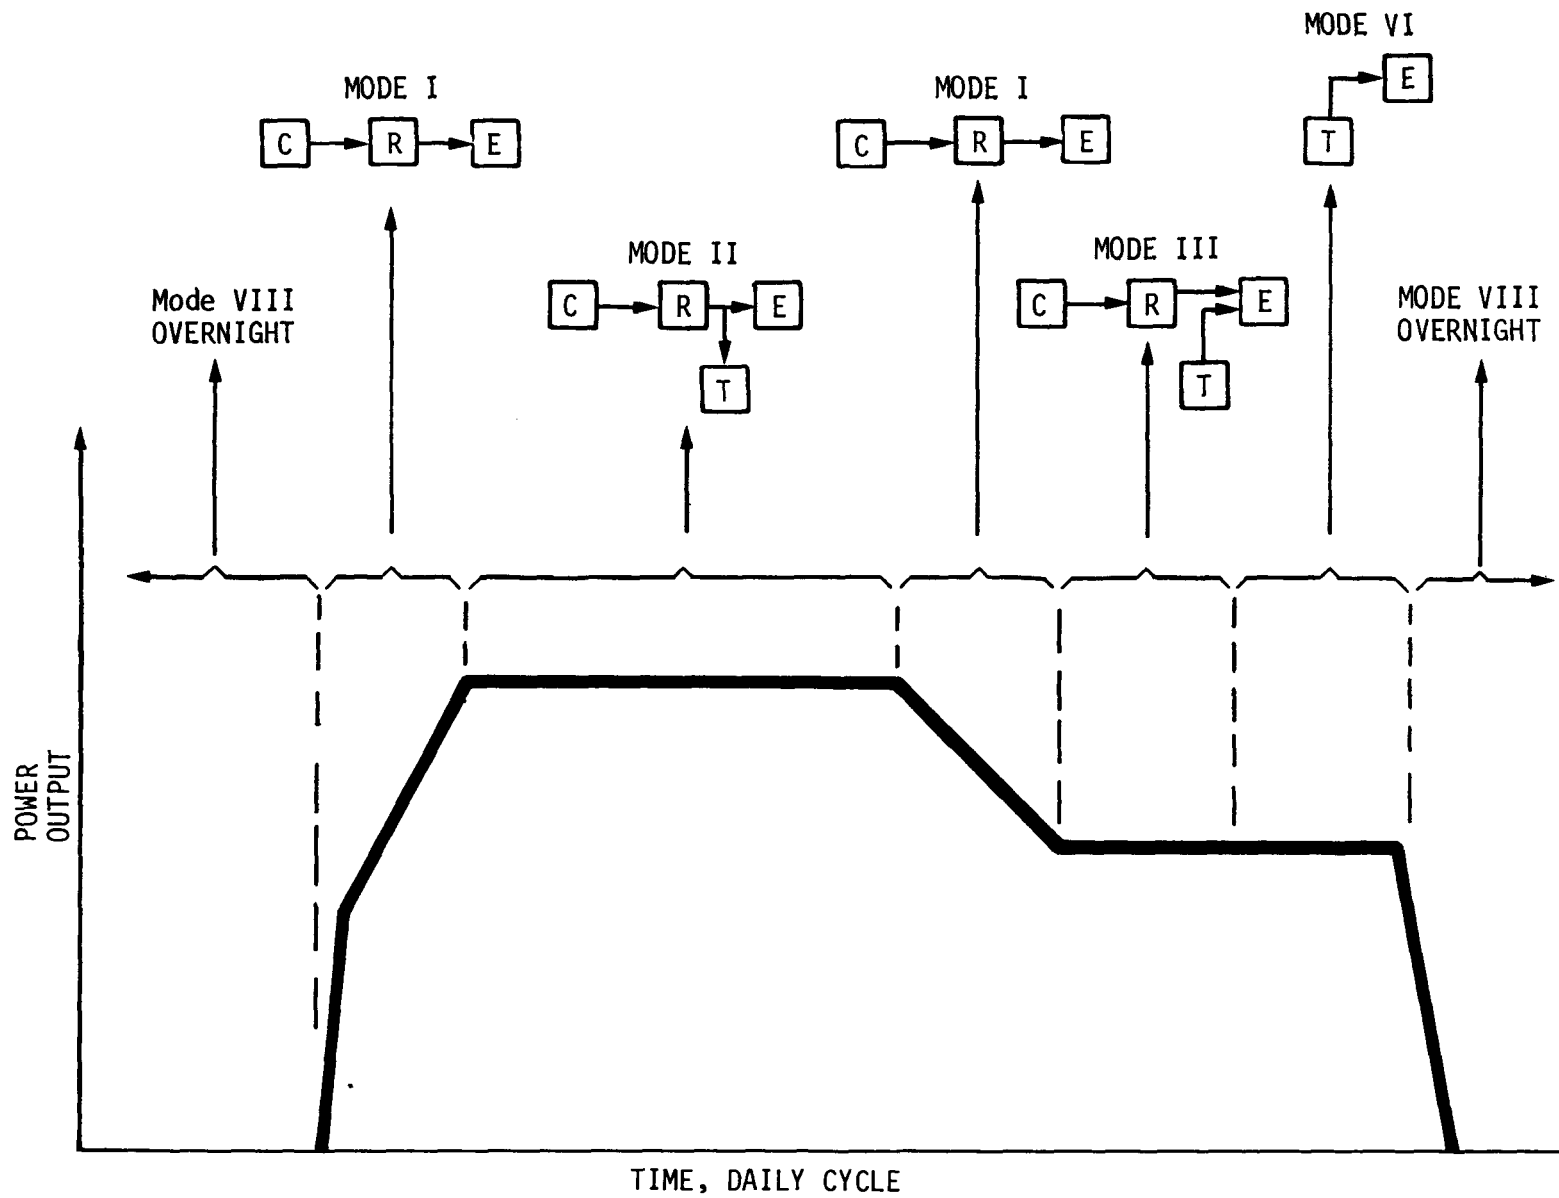 MODE VI
E
T
MODE I
C R E
MODE I
C R E
MODE II
C R E
T
MODE III
C R E
T
Mode VIII
OVERNIGHT
MODE VIII
OVERNIGHT
POWER
OUTPUT
TIME, DAILY CYCLE